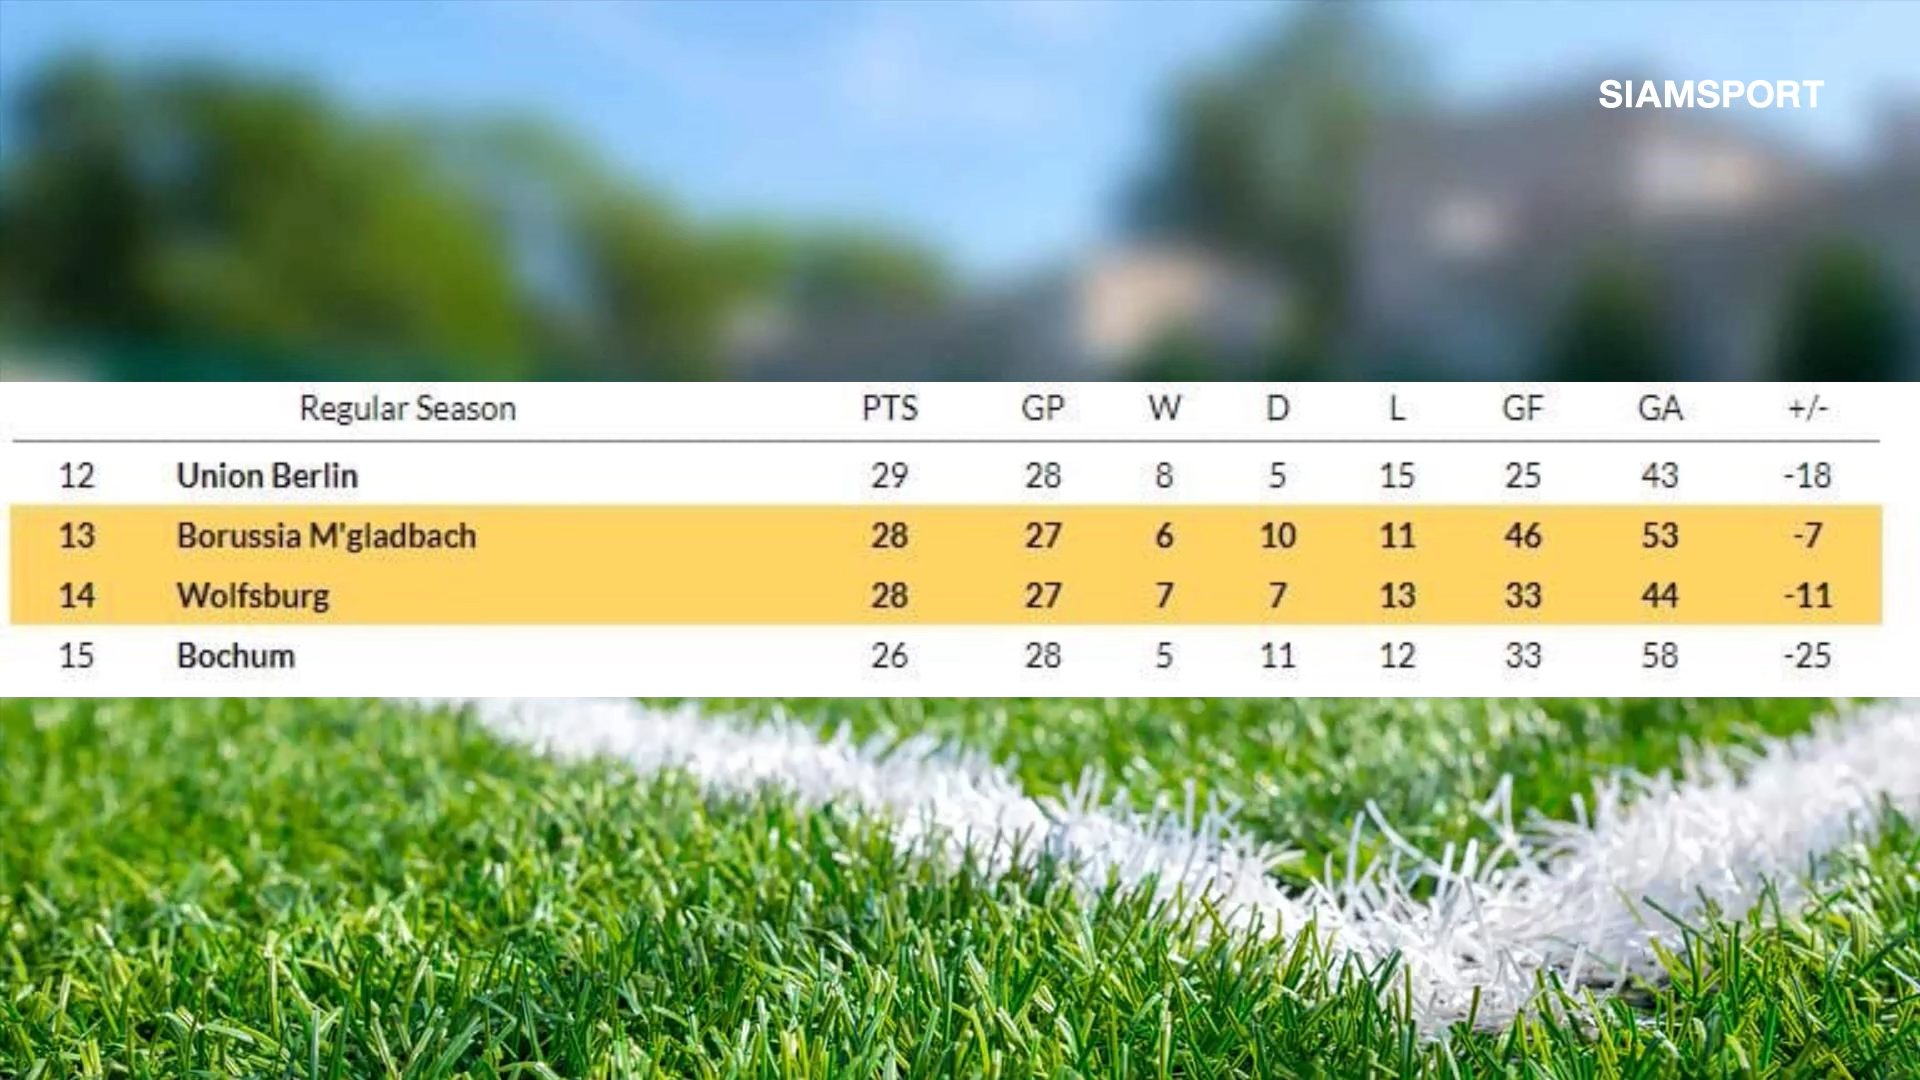 SIAMSPORT
Regular Season PTS GP W D L GF GA +/-
12 Union Berlin 29 28 8 5 15 25 43 -18
13 Borussia M'gladbach 28 27 6 10 11 46 53 -7
14 Wolfsburg 28 27 7 7 13 33 44 -11
15 Bochum 26 28 5 11 12 33 58 -25